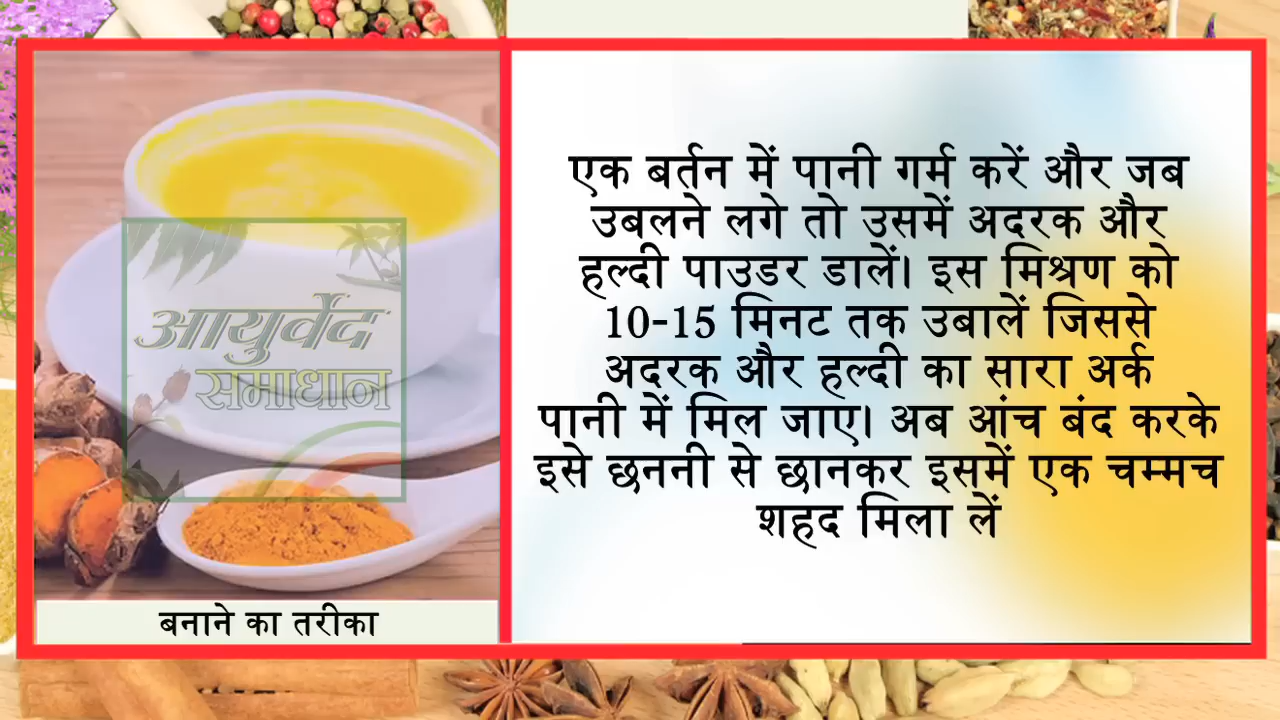 आयुर्वेद
समाधान
बनाने का तरीका
एक बर्तन में पानी गर्म करें और जब
उबलने लगे तो उसमें अदरक और
हल्दी पाउडर डालें। इस मिश्रण को
10-15 मिनट तक उबालें जिससे
अदरक और हल्दी का सारा अर्क
पानी में मिल जाए। अब आंच बंद करके
इसे छननी से छानकर इसमें एक चम्मच
शहद मिला लें